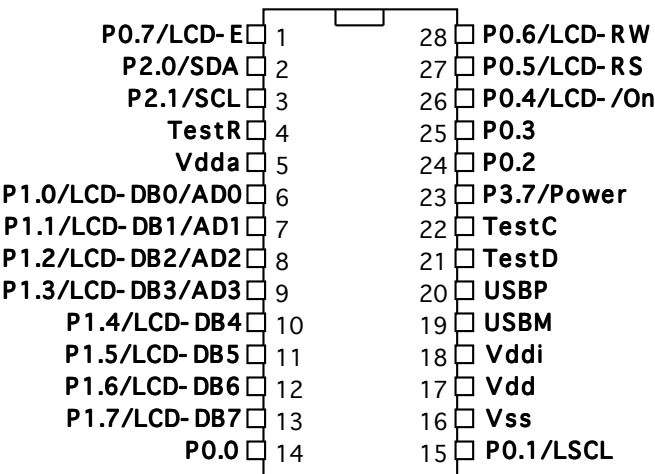 P0.7/LCD-E 1 28 P0.6/LCD-RW
P2.0/SDA 2 27 P0.5/LCD-RS
P2.1/SCL 3 26 P0.4/LCD-/On
TestR 4 25 P0.3
Vdda 5 24 P0.2
P1.0/LCD-DB0/AD0 6 23 P3.7/Power
P1.1/LCD-DB1/AD1 7 22 TestC
P1.2/LCD-DB2/AD2 8 21 TestD
P1.3/LCD-DB3/AD3 9 20 USBP
P1.4/LCD-DB4 10 19 USBM
P1.5/LCD-DB5 11 18 Vddi
P1.6/LCD-DB6 12 17 Vdd
P1.7/LCD-DB7 13 16 Vss
P0.0 14 15 P0.1/LSCL